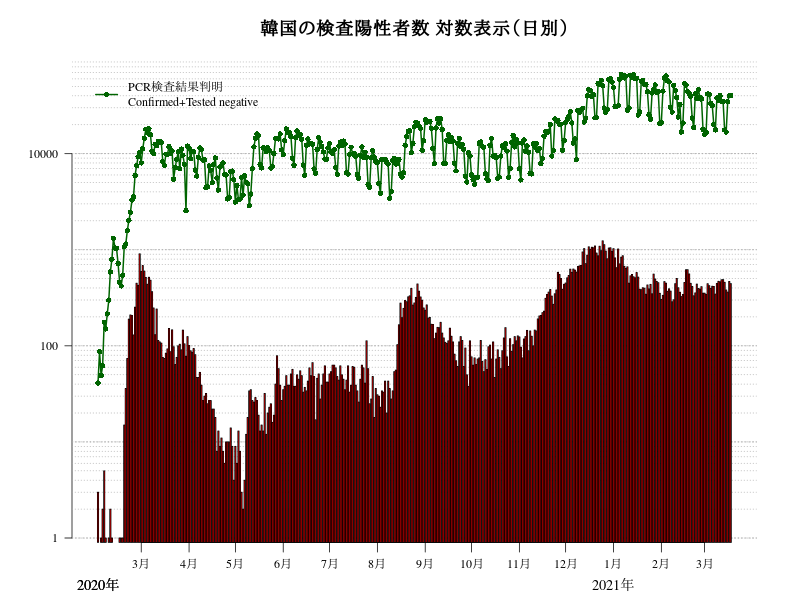 韓国の検査陽性者数 対数表示(日別)
PCR検査結果判明
Confirmed+Tested negative
10000
100
1
3月 4月 5月 6月 7月 8月 9月 10月 11月 12月 1月 2月 3月
2020年 2021年